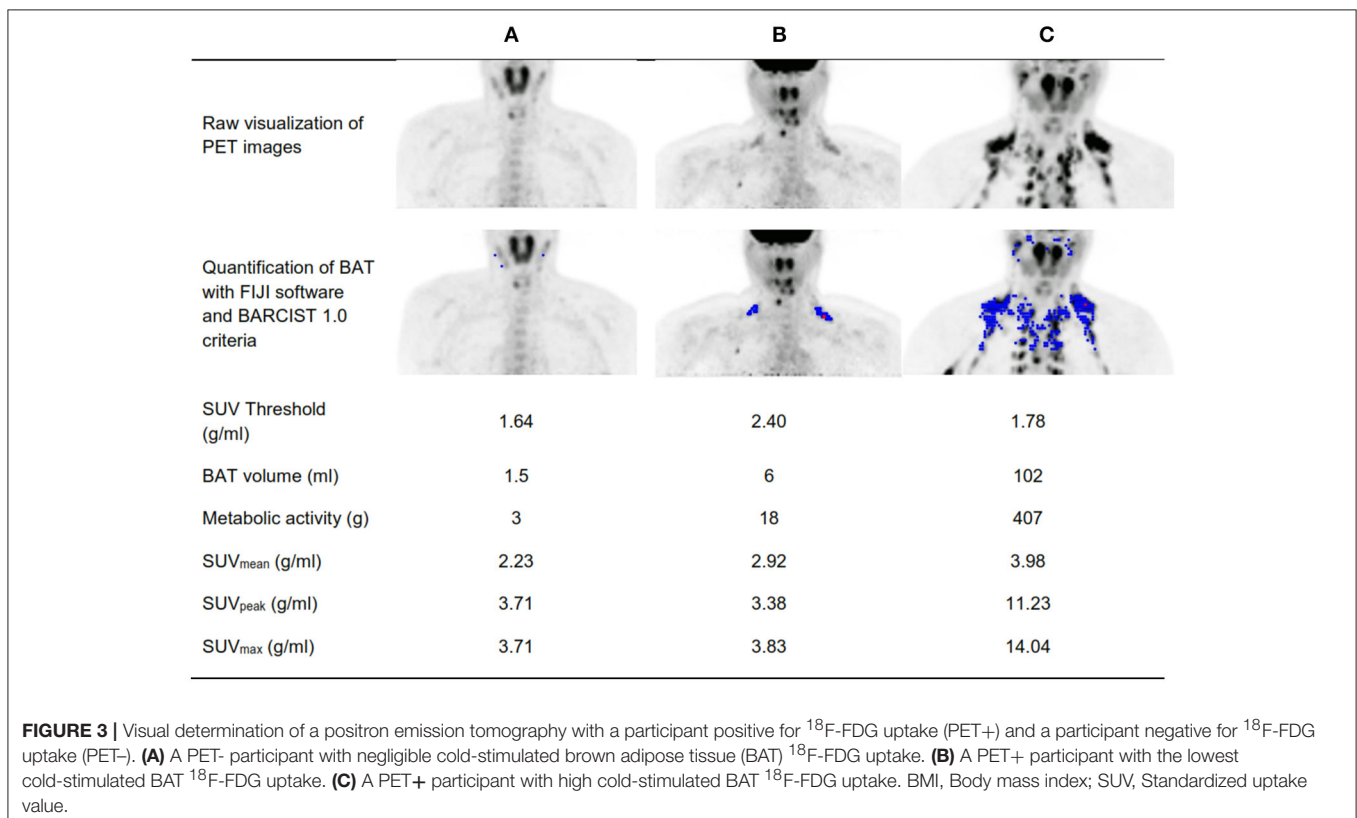 A B C
Raw visualization of
PET images
Quantification of BAT
with FIJI software
and BARCIST 1.0
criteria
SUV Threshold
(g/ml) 1.64 2.40 1.78
BAT volume (ml) 1.5 6 102
Metabolic activity (g) 3 18 407
SUVmean (g/ml) 2.23 2.92 3.98
SUVpeak (g/ml) 3.71 3.38 11.23
SUVmax (g/ml) 3.71 3.83 14.04
FIGURE 3 | Visual determination of a positron emission tomography with a participant positive for 18F-FDG uptake (PET+) and a participant negative for 18F-FDG
uptake (PET–). (A) A PET- participant with negligible cold-stimulated brown adipose tissue (BAT) 18F-FDG uptake. (B) A PET+ participant with the lowest
cold-stimulated BAT 18F-FDG uptake. (C) A PET+ participant with high cold-stimulated BAT 18F-FDG uptake. BMI, Body mass index; SUV, Standardized uptake
value.